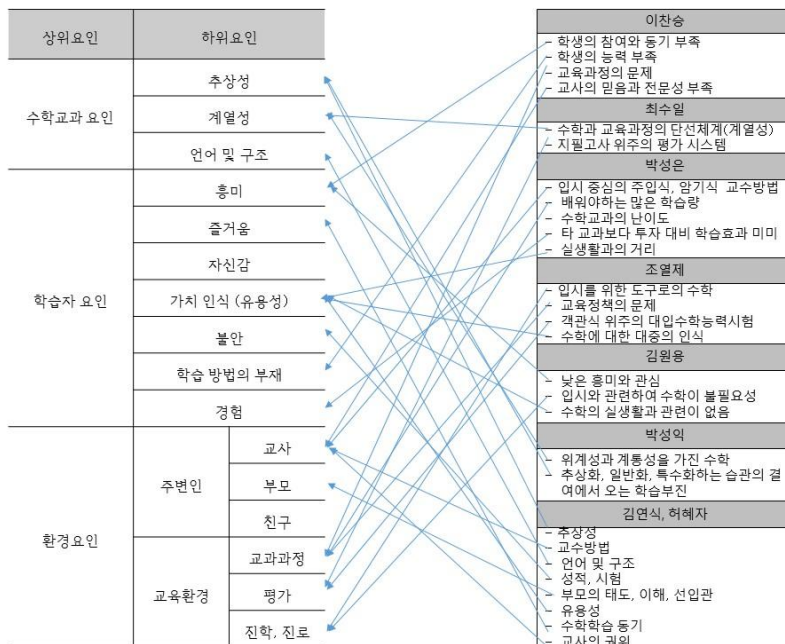 상위요인 하위요인
수학교과 요인
추상성
계열성
언어 및 구조
학습자 요인
흥미
즐거움
자신감
가치 인식 (유용성)
불안
학습 방법의 부재
경험
환경요인
주변인
교사
부모
친구
교육환경
교과과정
평가
진학, 진로
이찬승
- 학생의 참여와 동기 부족
- 학생의 능력 부족
- 교육과정의 문제
- 교사의 믿음과 전문성 부족
최수일
- 수학과 교육과정의 단선체계(계열성)
- 지필고사 위주의 평가 시스템
박성은
- 입시 중심의 주입식, 암기식 교수방법
- 배워야하는 많은 학습량
- 수학교과의 난이도
- 타 교과보다 투자 대비 학습효과 미미
- 실생활과의 거리
조열제
- 입시를 위한 도구로의 수학
- 교육정책의 문제
- 객관식 위주의 대입수학능력시험
- 수학에 대한 대중의 인식
김원용
- 낮은 흥미와 관심
- 입시와 관련하여 수학이 불필요성
- 수학의 실생활과 관련이 없음
박성익
- 위계성과 계통성을 가진 수학
- 추상화, 일반화, 특수화하는 습관의 결
여에서 오는 학습부진
김연식, 허혜자
- 추상성
- 교수방법
- 언어 및 구조
- 성적, 시험
- 부모의 태도, 이해, 선입관
- 유용성
- 수학학습 동기
- 교사의 권위